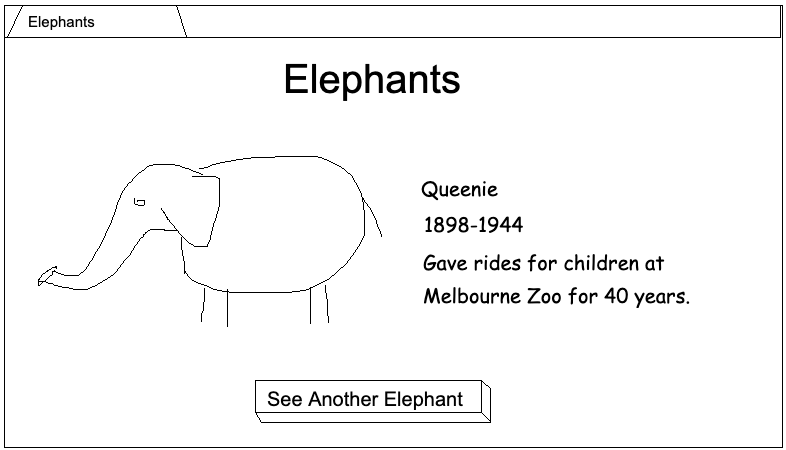 Elephants
Elephants
Queenie
1898-1944
Gave rides for children at
Melbourne Zoo for 40 years.
See Another Elephant